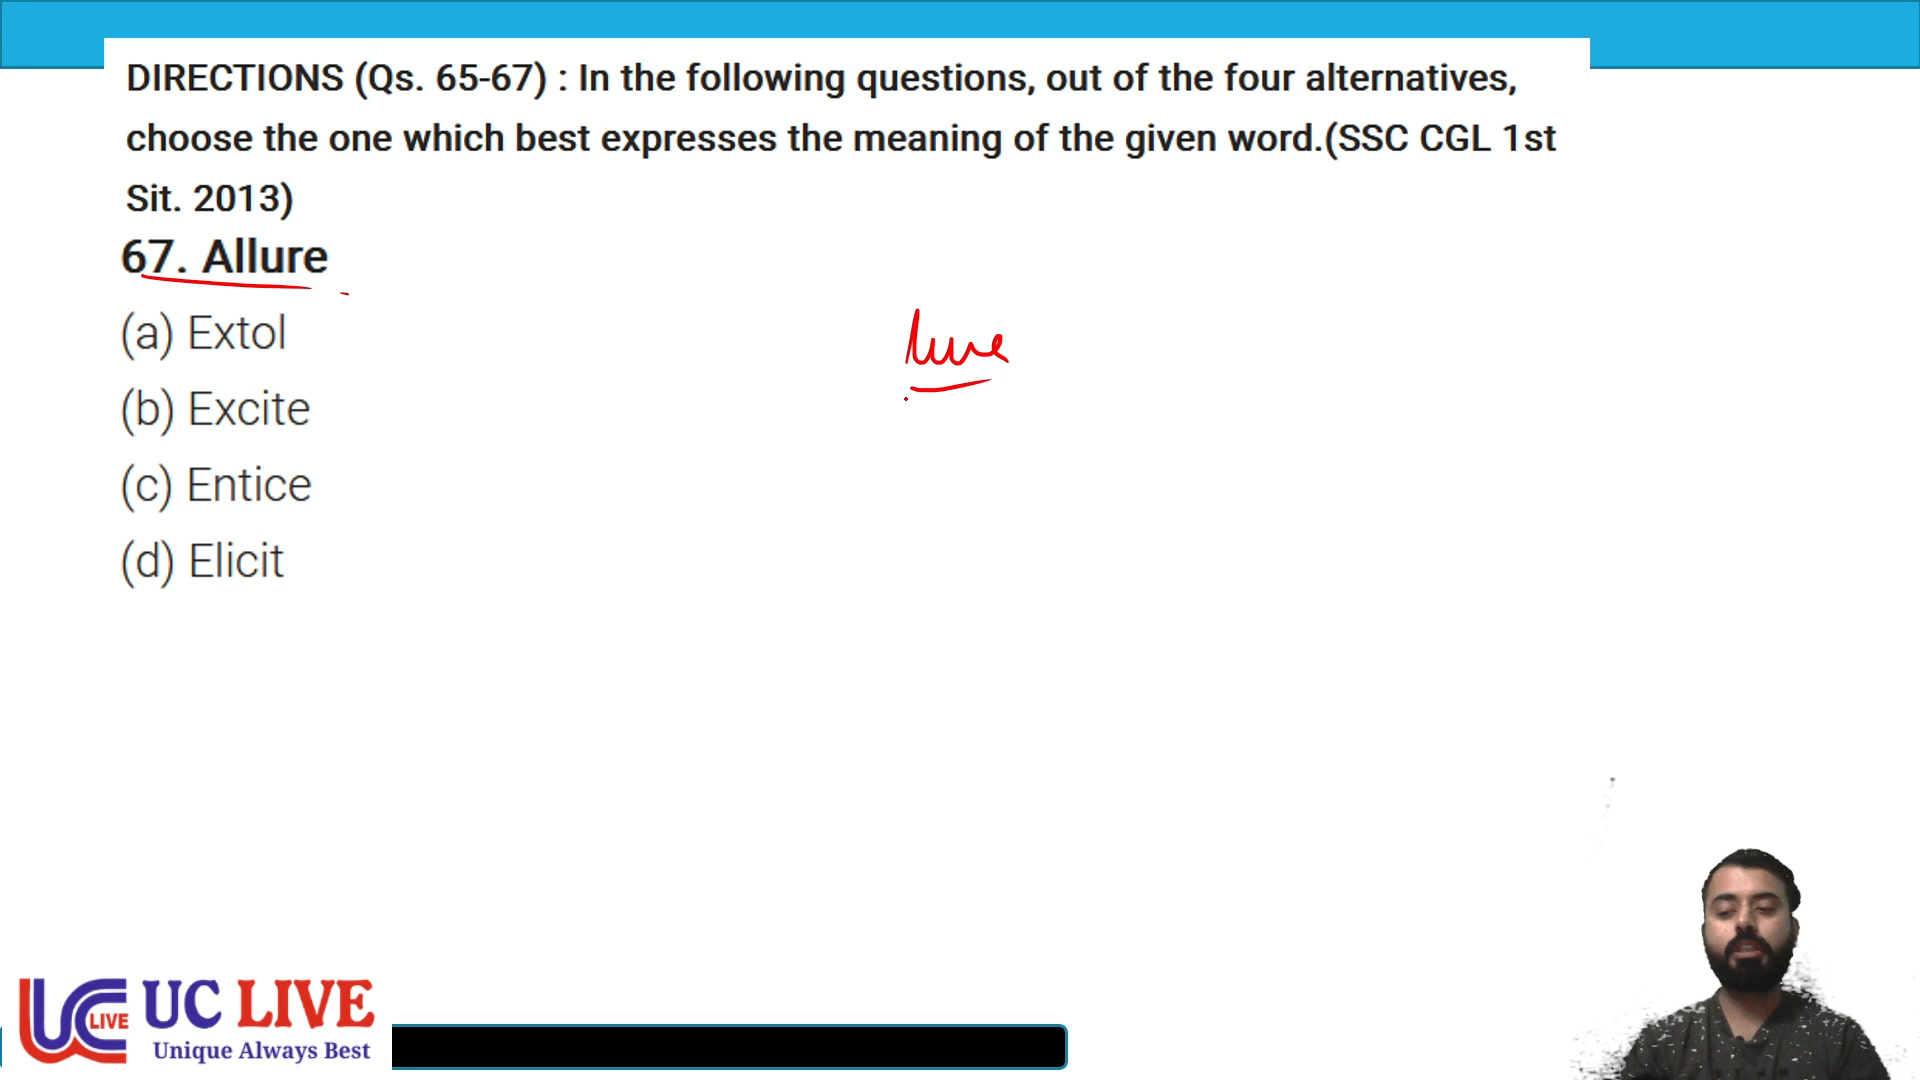 DIRECTIONS (Qs. 65-67) : In the following questions, out of the four alternatives,
choose the one which best expresses the meaning of the given word.(SSC CGL 1st
Sit. 2013)
67. Allure
lure
(a) Extol
(b) Excite
(c) Entice
(d) Elicit
UC LIVE
LIVE
Unique Always Best